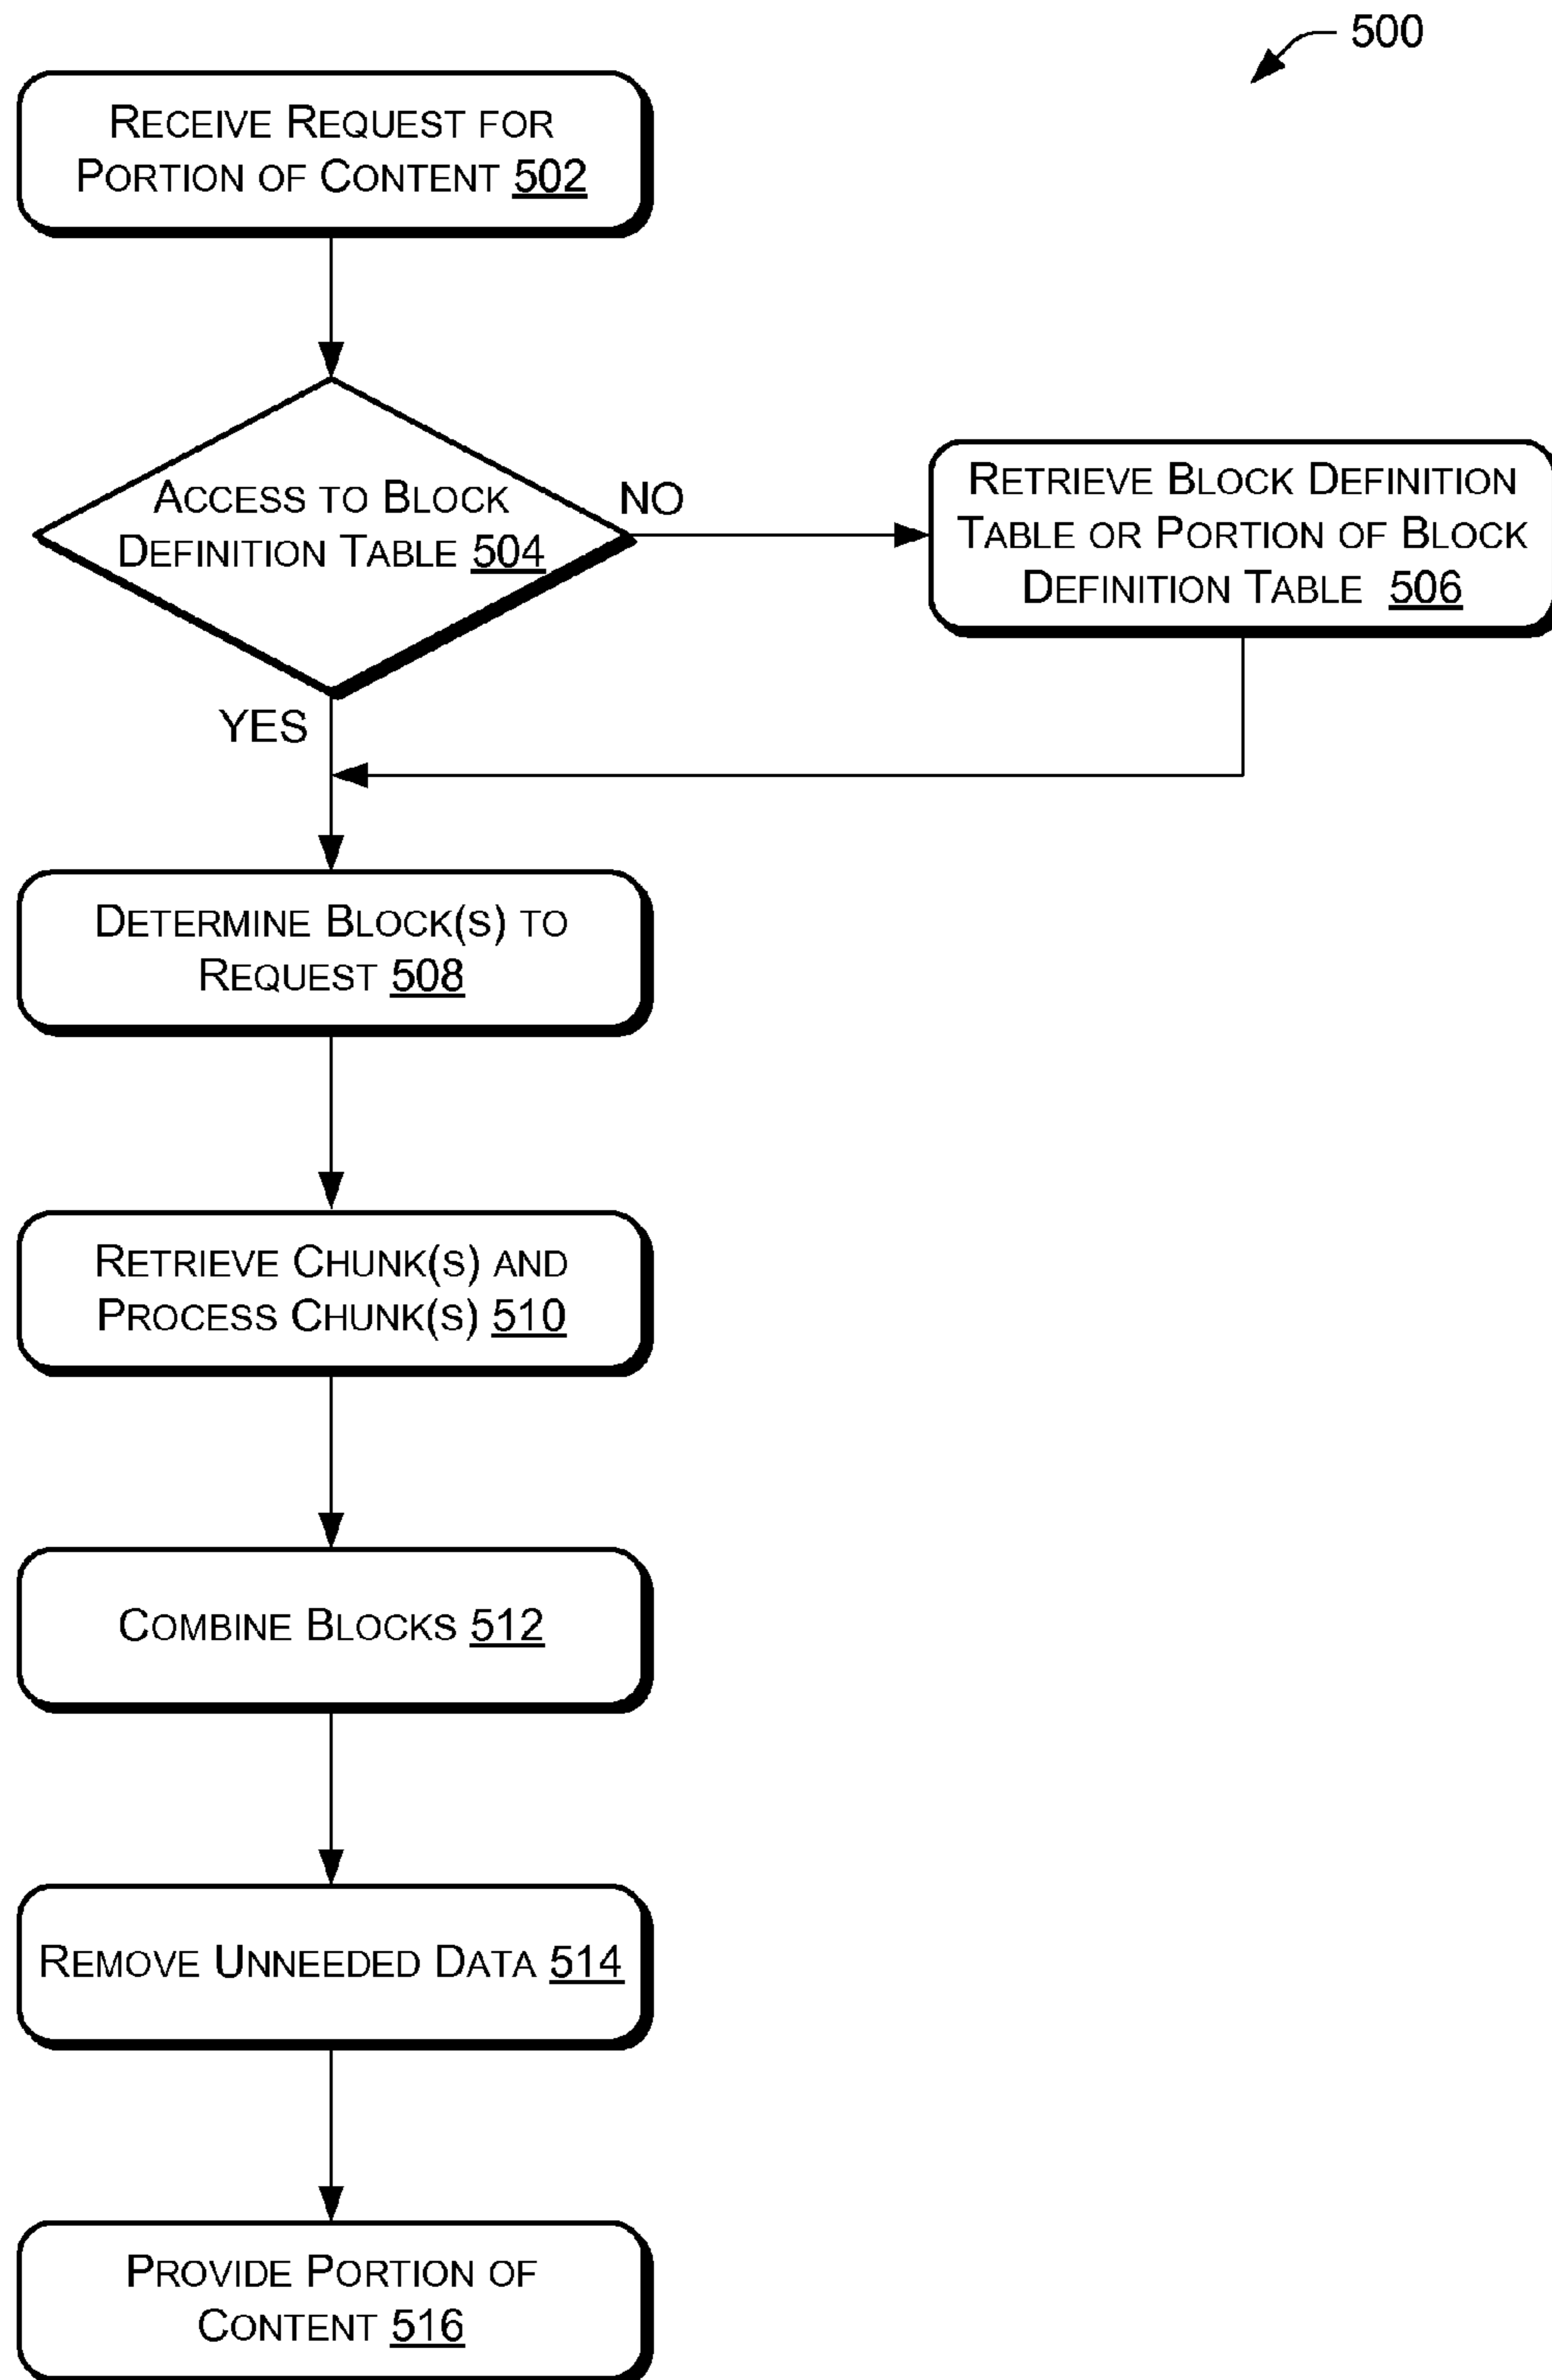 500
RECEIVE REQUEST FOR
PORTION OF CONTENT 502
ACCESS TO BLOCK
DEFINITION TABLE 504
NO
RETRIEVE BLOCK DEFINITION
TABLE OR PORTION OF BLOCK
DEFINITION TABLE 506
YES
DETERMINE BLOCK(S) TO
REQUEST 508
RETRIEVE CHUNK(S) AND
PROCESS CHUNK(S) 510
COMBINE BLOCKS 512
REMOVE UNNEEDED DATA 514
PROVIDE PORTION OF
CONTENT 516